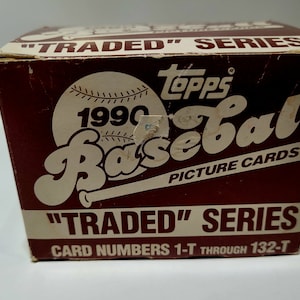 "TRADED" SERIES
TOPPS®
1990
Baseball
PICTURE CARDS
"TRADED" SERIES
CARD NUMBERS 1-T THROUGH 132-T